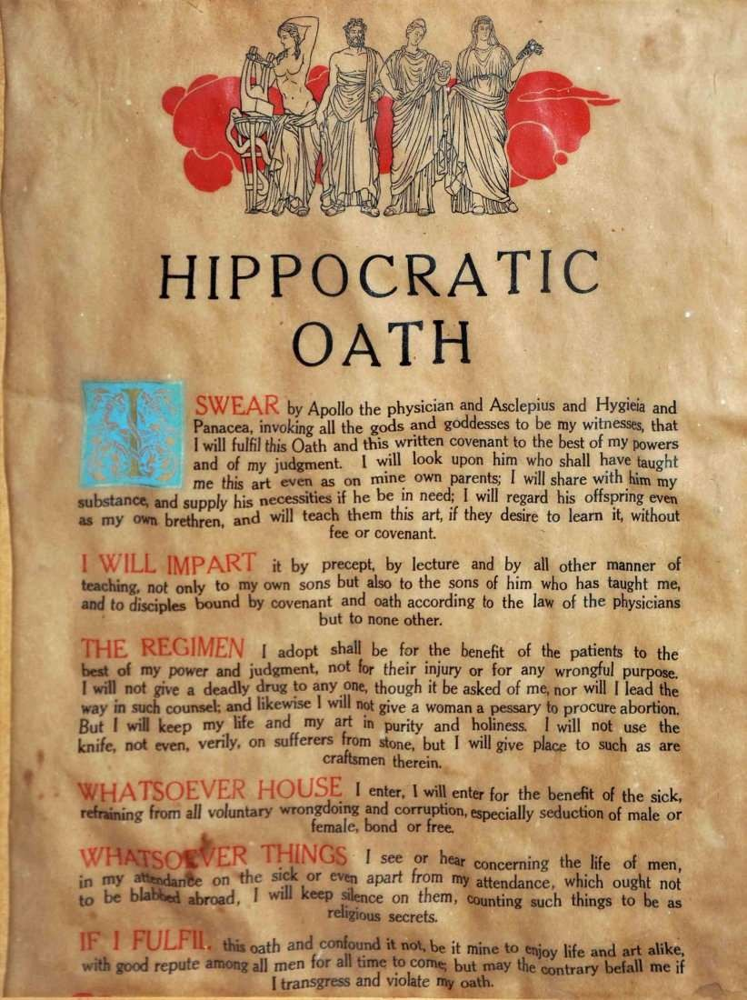 HIPPOCRATIC
OATH
I SWEAR by Apollo the physician and Asclepius and Hygieia and
Panacea, invoking all the gods and goddesses to be my witnesses, that
I will fulfil this Oath and this written covenant to the best of my powers
and of my judgment. I will look upon him who shall have taught
me this art even as on mine own parents; I will share with him my
substance, and supply his necessities if he be in need; I will regard his offspring even
as my own brethren, and will teach them this art, if they desire to learn it, without
fee or covenant.
I WILL IMPART it by precept, by lecture and by all other manner of
teaching, not only to my own sons but also to the sons of him who has taught me,
and to disciples bound by covenant and oath according to the law of the physicians
but to none other.
THE REGIMEN I adopt shall be for the benefit of the patients to the
best of my power and judgment, not for their injury or for any wrongful purpose.
I will not give a deadly drug to any one, though it be asked of me, nor will I lead the
way in such counsel; and likewise I will not give a woman a pessary to procure abortion.
But I will keep my life and my art in purity and holiness. I will not use the
knife, not even, verily, on sufferers from stone, but I will give place to such as are
craftsmen therein.
WHATSOEVER HOUSE I enter, I will enter for the benefit of the sick,
refraining from all voluntary wrongdoing and corruption, especially seduction of male or
female, bond or free.
WHATSOEVER THINGS I see or hear concerning the life of men,
in my attendance on the sick or even apart from my attendance, which ought not
to be blabbed abroad, I will keep silence on them, counting such things to be as
religious secrets.
IF I FULFIL this oath and confound it not, be it mine to enjoy life and art alike,
with good repute among all men for all time to come; but may the contrary befall me if
I transgress and violate my oath.